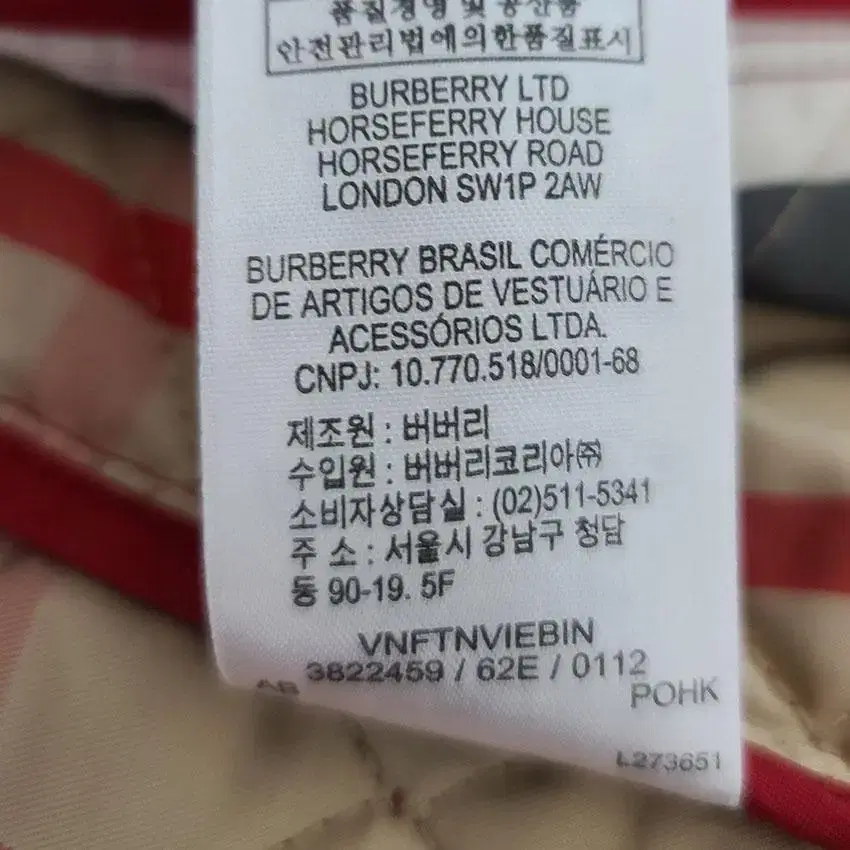 품질경영 및 공산품
안전관리법에의한품질표시
BURBERRY LTD
HORSEFERRY HOUSE
HORSEFERRY ROAD
LONDON SW1P 2AW
BURBERRY BRASIL COMÉRCIO
DE ARTIGOS DE VESTUÁRIO E
ACESSÓRIOS LTDA.
CNPJ: 10.770.518/0001-68
제조원 : 버버리
수입원 : 버버리코리아㈜
소비자상담실 : (02)511-5341
주 소 : 서울시 강남구 청담
동 90-19. 5F
VNFTNVIEBIN
3822459 / 62E / 0112
POHK
L273651